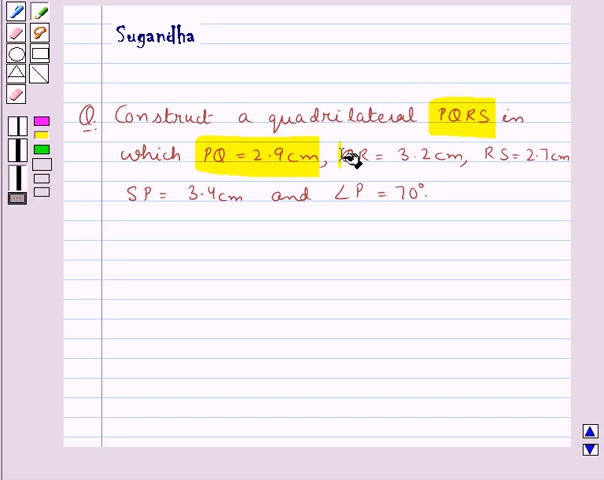 Sugandha
Q. Construct a quadrilateral PQRS in
which PQ = 2.9cm, QR = 3.2cm, RS = 2.7cm
SP = 3.4cm and ∠P = 70°.